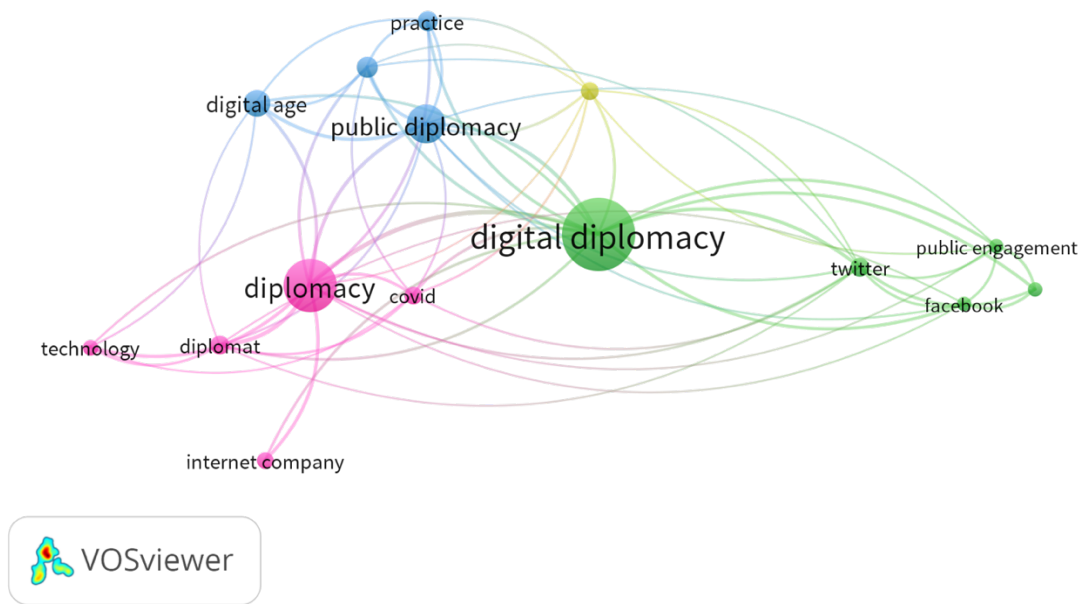 practice
digital age
public diplomacy
digital diplomacy
public engagement
twitter
diplomacy
covid
facebook
technology
diplomat
internet company
VOSviewer